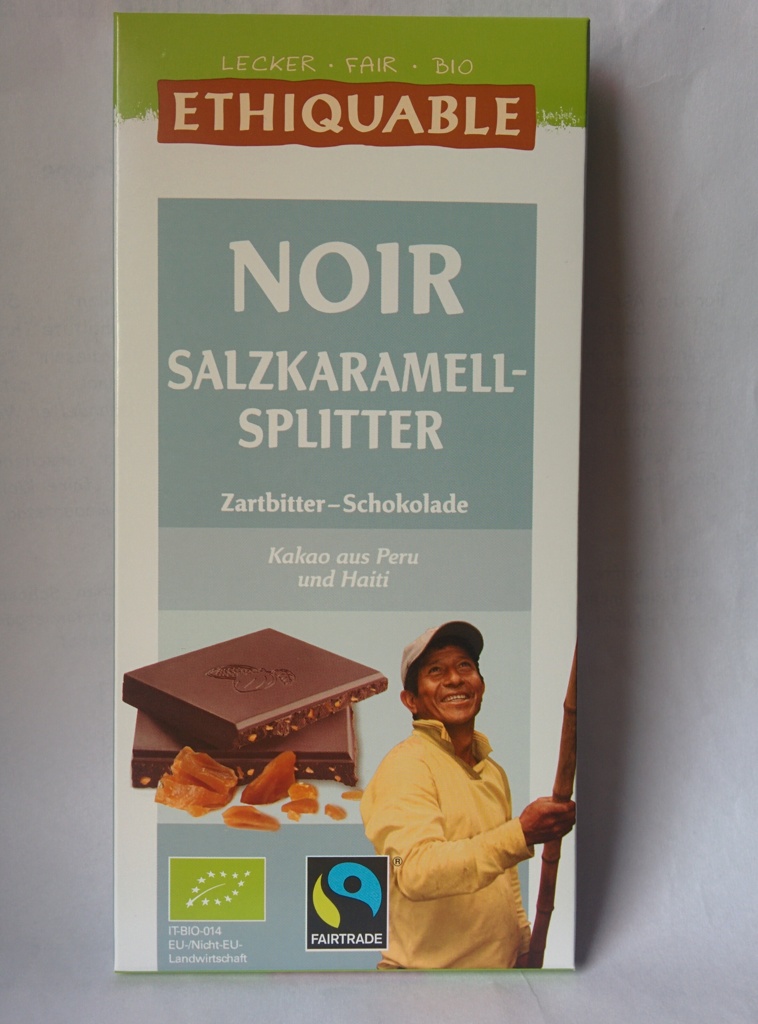 LECKER · FAIR · BIO
ETHIQUABLE
NOIR
SALZKARAMELL-
SPLITTER
Zartbitter–Schokolade
Kakao aus Peru
und Haiti
IT-BIO-014
EU-/Nicht-EU-
Landwirtschaft
FAIRTRADE
®